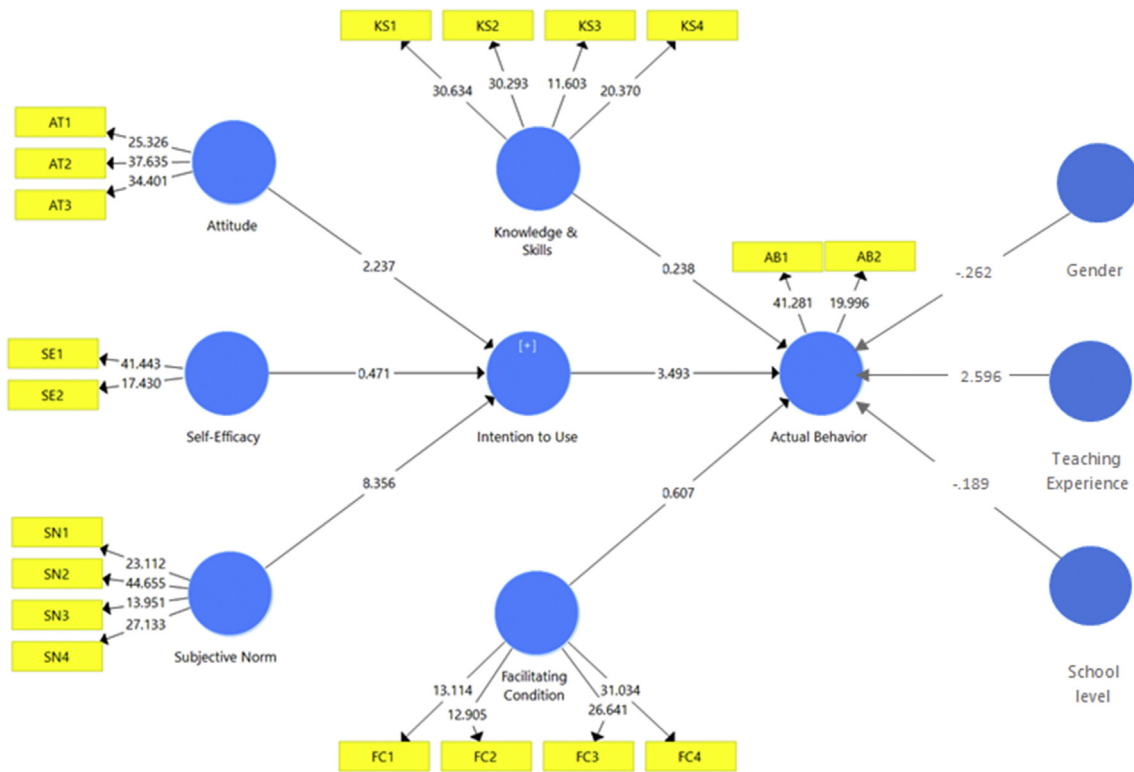 KS1 KS2 KS3 KS4
30.634 30.293 11.603 20.370
AT1
AT2
AT3
25.326
37.635
34.401
Attitude
Knowledge &
Skills
2.237
0.238
AB1 AB2
41.281 19.996
-.262
Gender
SE1
SE2
41.443
17.430
Self-Efficacy
0.471
[+]
Intention to Use
3.493
Actual Behavior
2.596
Teaching
Experience
8.356
0.607
-.189
School
level
SN1
SN2
SN3
SN4
23.112
44.655
13.951
27.133
Subjective Norm
Facilitating
Condition
13.114 12.905 26.641 31.034
FC1 FC2 FC3 FC4